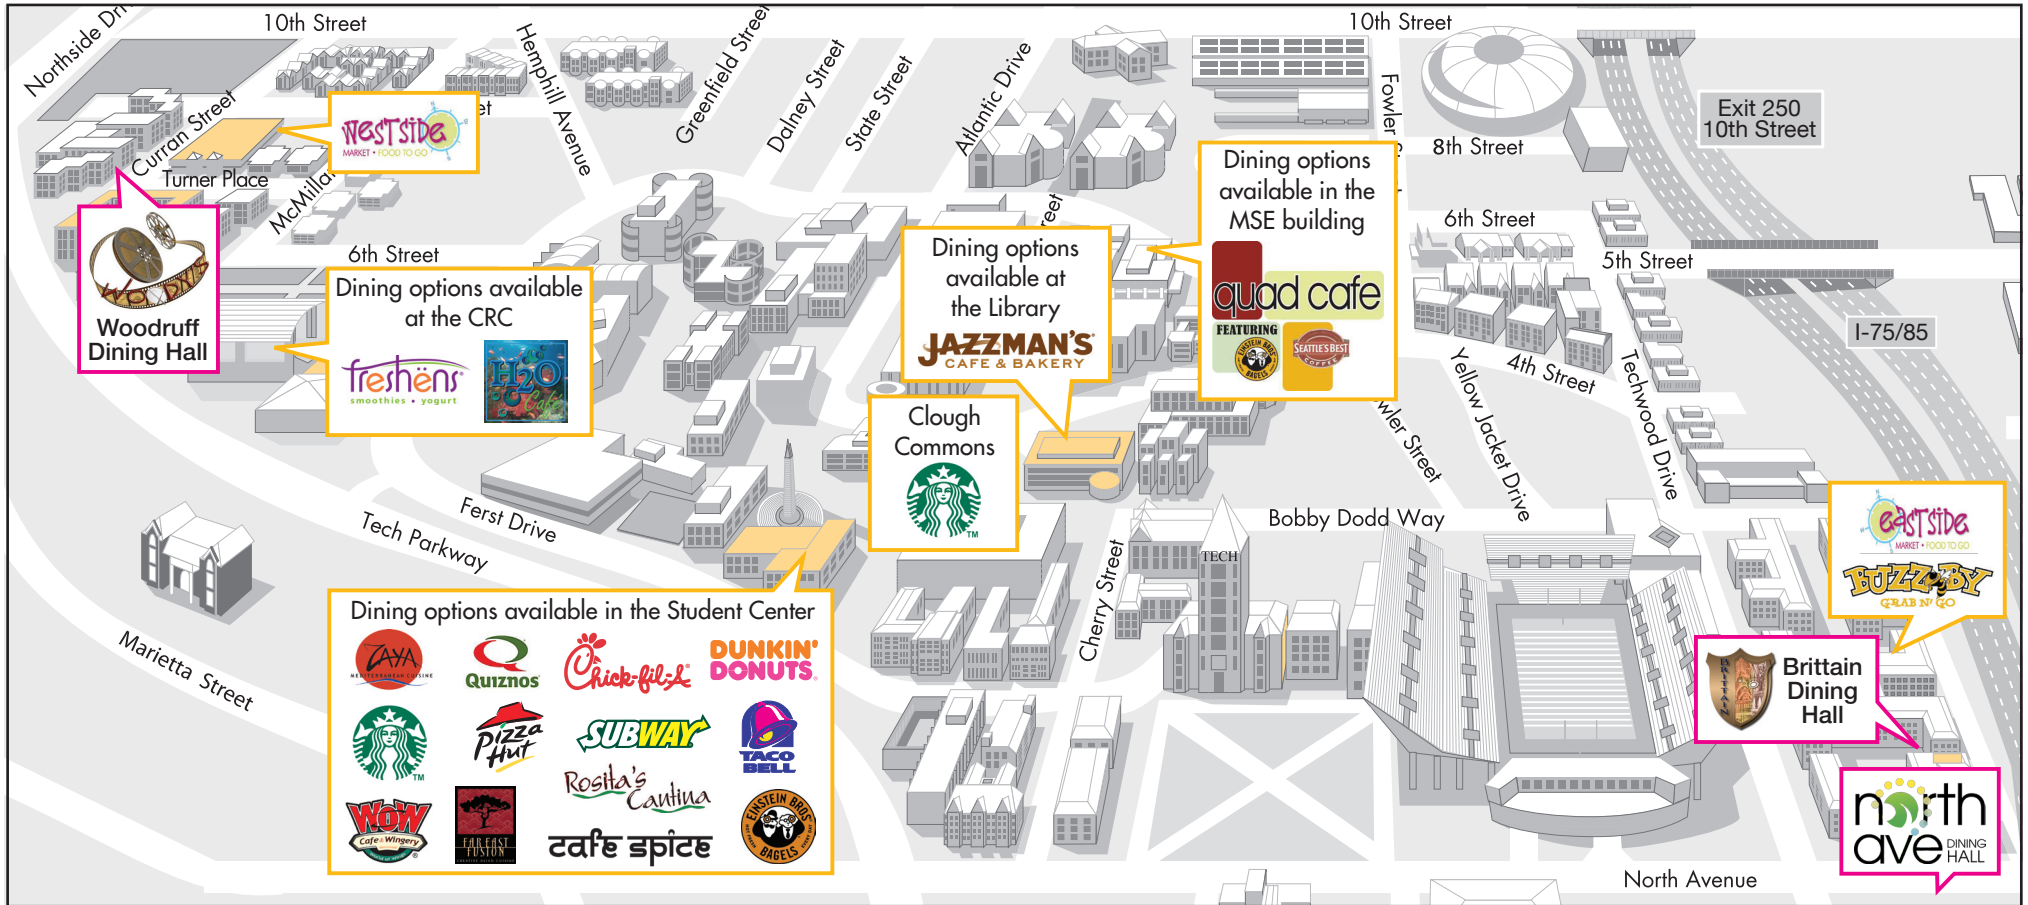 Northside
10th Street
Hemphill Avenue
Greenfield Street
Dalney Street
State Street
Atlantic Drive
10th Street
Fowler
Exit 250
10th Street
8th Street
Curran Street
Turner Place
WESTSIDE
MARKET • FOOD TO GO
6th Street
Woodruff
Dining Hall
Dining options available
at the CRC
freshëns
smoothies • yogurt
H2O
Café
Dining options
available at
the Library
JAZZMAN'S
CAFE & BAKERY
Dining options
available in the
MSE building
quad cafe
FEATURING
EINSTEIN BROS
BAGELS
SEATTLE'S BEST
COFFEE
6th Street
5th Street
I-75/85
4th Street
Yellow Jacket Drive
Techwood Drive
Clough
Commons
TM
Ferst Drive
Tech Parkway
Marietta Street
Bobby Dodd Way
Cherry Street
TECH
eastside
MARKET • FOOD TO GO
BUZZBY
GRAB N' GO
Brittain
Dining
Hall
BRITTAIN
north
ave DINING
HALL
North Avenue
Dining options available in the Student Center
ZAYA
MEDITERRANEAN CUISINE
QUIZNOS
Chick-fil-A
DUNKIN'
DONUTS
TM
Pizza
Hut
SUBWAY
TACO
BELL
WOW
Cafe & Wingery
FAR EAST
FUSION
Rosita's
Cantina
cafe spice
EINSTEIN BROS
BAGELS